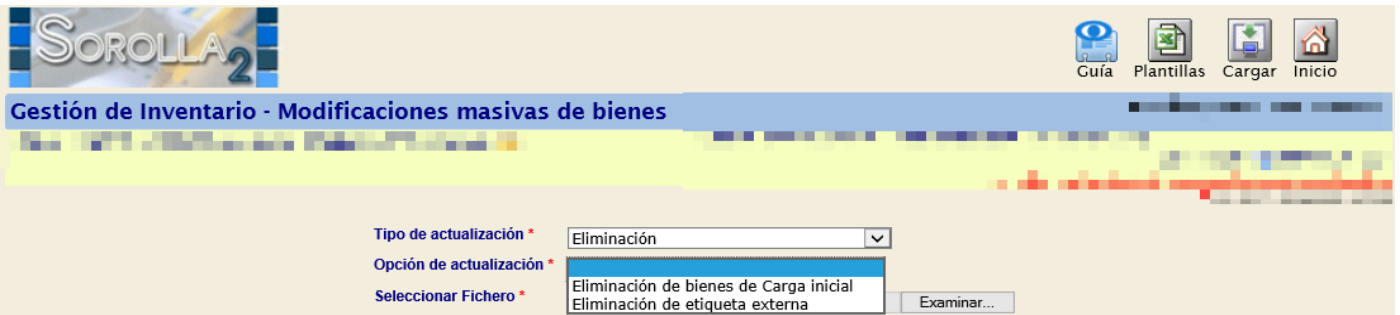 SOROLLA2
Guía Plantillas Cargar Inicio
Gestión de Inventario - Modificaciones masivas de bienes
Tipo de actualización * Eliminación
Opción de actualización *
Eliminación de bienes de Carga inicial
Seleccionar Fichero * Eliminación de etiqueta externa Examinar...